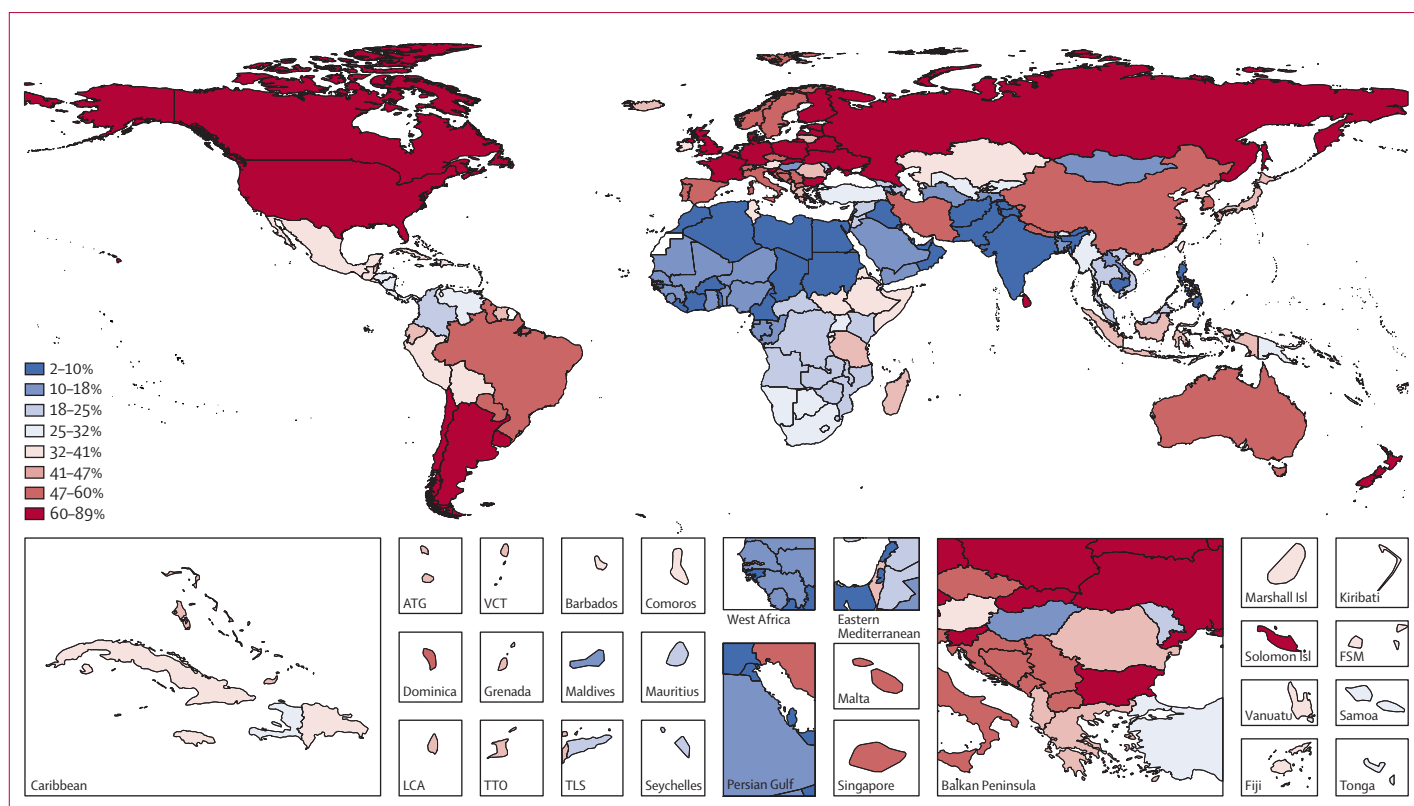 2–10%
10–18%
18–25%
25–32%
32–41%
41–47%
47–60%
60–89%
Caribbean
ATG
VCT
Barbados
Comoros
West Africa
Eastern
Mediterranean
Marshall Isl
Kiribati
Dominica
Grenada
Maldives
Mauritius
Malta
Solomon Isl
FSM
Vanuatu
Samoa
LCA
TTO
TLS
Seychelles
Persian Gulf
Singapore
Balkan Peninsula
Fiji
Tonga